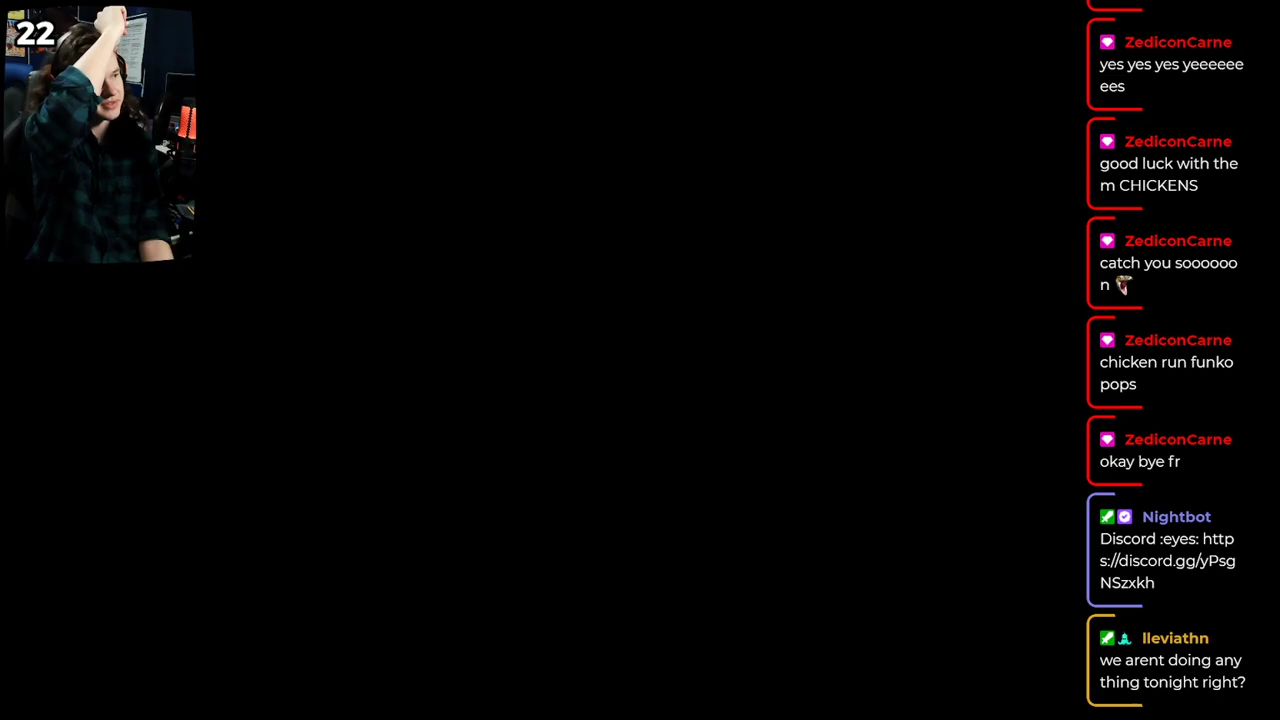 22
ZediconCarne
yes yes yes yeeeeee
ees
ZediconCarne
good luck with the
m CHICKENS
ZediconCarne
catch you soooooo
n
ZediconCarne
chicken run funko
pops
ZediconCarne
okay bye fr
Nightbot
Discord :eyes: http
s://discord.gg/yPsg
NSzxkh
lleviathn
we arent doing any
thing tonight right?